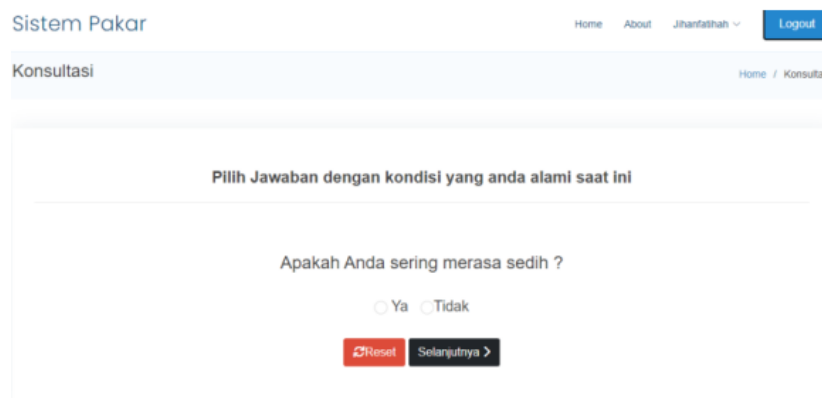 Sistem Pakar
Home About Jihanfatihah Logout
Konsultasi
Home / Konsulta
Pilih Jawaban dengan kondisi yang anda alami saat ini
Apakah Anda sering merasa sedih ?
Ya Tidak
Reset Selanjutnya